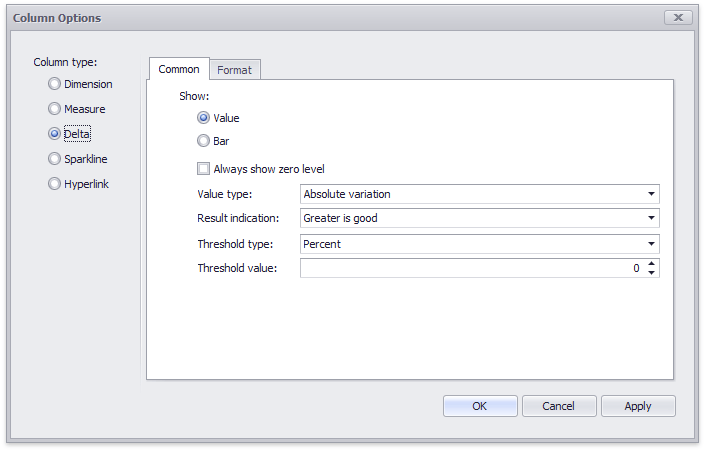 Column Options
Column type:
Dimension
Measure
Delta
Sparkline
Hyperlink
Common
Format
Show:
Value
Bar
Always show zero level
Value type:
Absolute variation
Result indication:
Greater is good
Threshold type:
Percent
Threshold value:
0
OK
Cancel
Apply